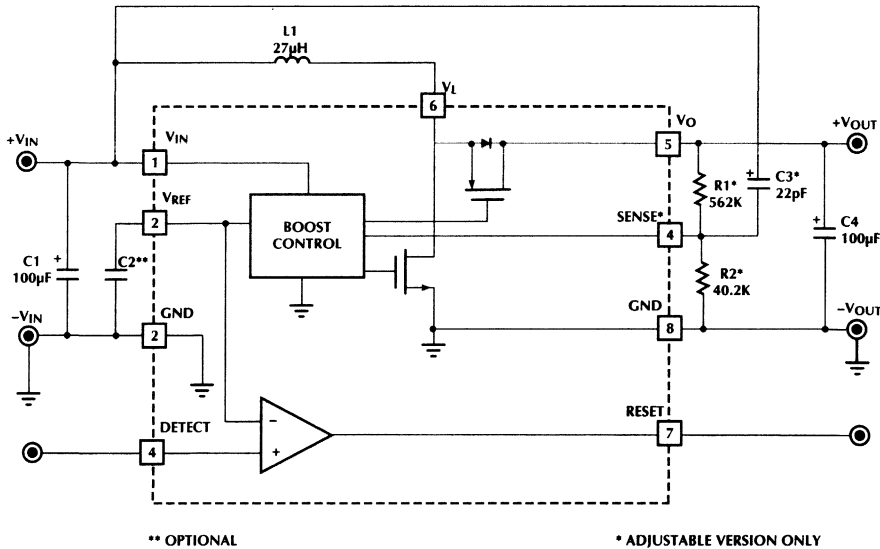 L1
27μH
VL
6
+VIN
VIN
1
VREF
2
BOOST
CONTROL
VO
5
+VOUT
R1*
562K
C3*
22pF
+
SENSE*
4
C4
100μF
+
C1
100μF
+
C2**
R2*
40.2K
–VIN
GND
2
GND
8
–VOUT
DETECT
4
–
+
RESET
7
** OPTIONAL
* ADJUSTABLE VERSION ONLY